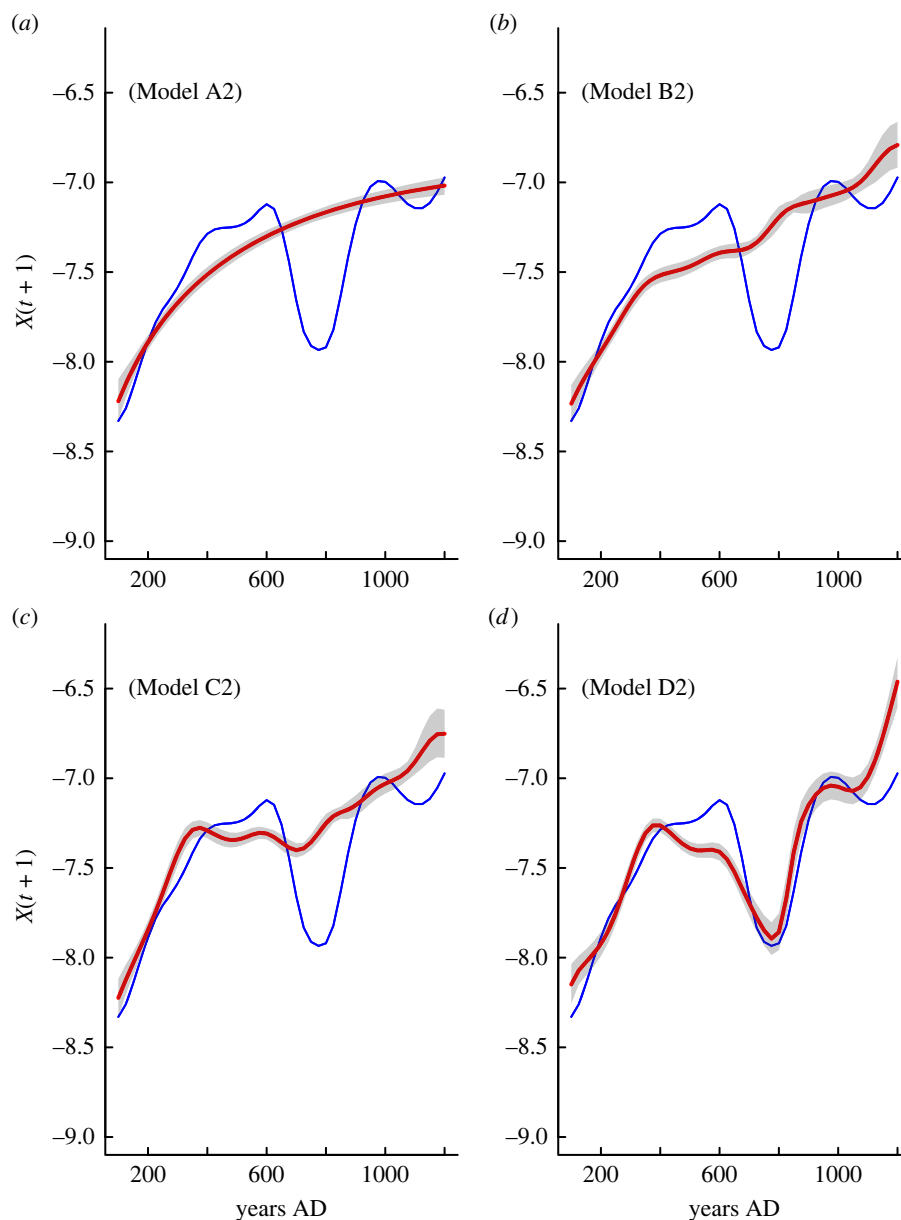 (a)
(Model A2)
X(t + 1)
–6.5
–7.0
–7.5
–8.0
–8.5
–9.0
200 600 1000
(b)
(Model B2)
–6.5
–7.0
–7.5
–8.0
–8.5
–9.0
200 600 1000
(c)
(Model C2)
X(t + 1)
–6.5
–7.0
–7.5
–8.0
–8.5
–9.0
200 600 1000
years AD
(d)
(Model D2)
–6.5
–7.0
–7.5
–8.0
–8.5
–9.0
200 600 1000
years AD